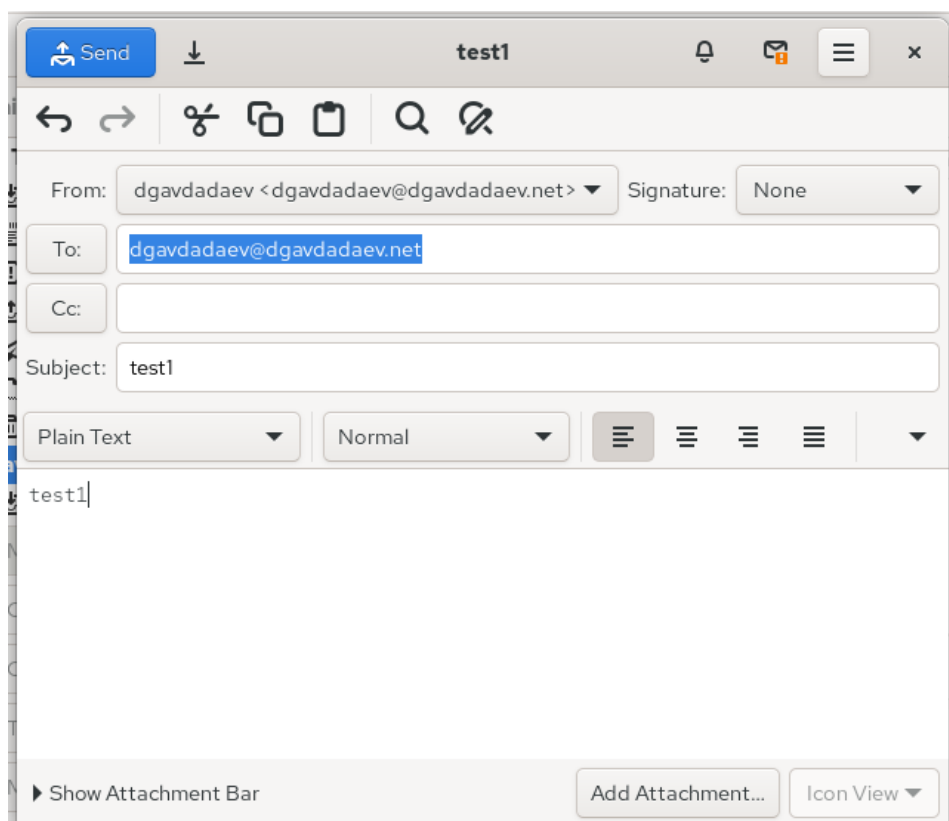 Send
test1
From: dgavdadaev <dgavdadaev@dgavdadaev.net> Signature: None
To: dgavdadaev@dgavdadaev.net
Cc:
Subject: test1
Plain Text Normal
test1
Show Attachment Bar Add Attachment... Icon View